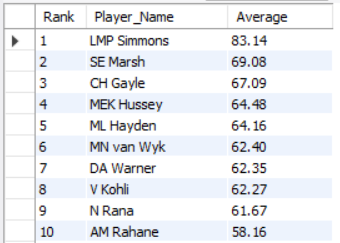 Rank Player_Name Average
1 LMP Simmons 83.14
2 SE Marsh 69.08
3 CH Gayle 67.09
4 MEK Hussey 64.48
5 ML Hayden 64.16
6 MN van Wyk 62.40
7 DA Warner 62.35
8 V Kohli 62.27
9 N Rana 61.67
10 AM Rahane 58.16